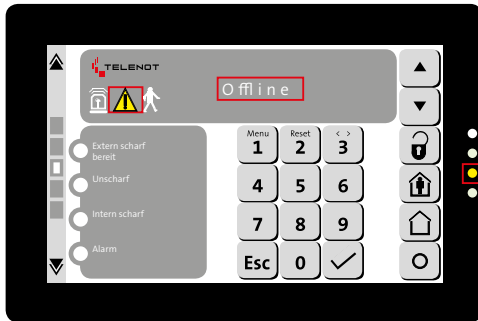 TELENOT
Offline
Extern scharf
bereit
Unscharf
Intern scharf
Alarm
Menu Reset < >
1 2 3
4 5 6
7 8 9
Esc 0